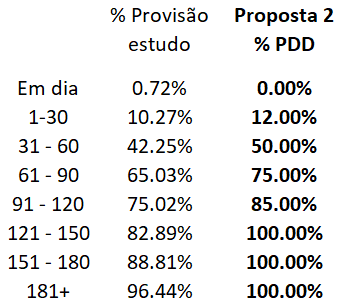 % Provisão Proposta 2
estudo % PDD
Em dia 0.72% 0.00%
1-30 10.27% 12.00%
31 - 60 42.25% 50.00%
61 - 90 65.03% 75.00%
91 - 120 75.02% 85.00%
121 - 150 82.89% 100.00%
151 - 180 88.81% 100.00%
181+ 96.44% 100.00%